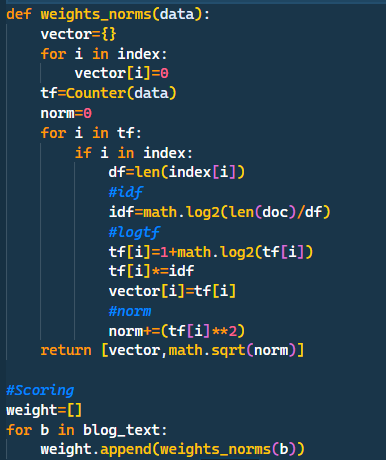 def weights_norms(data):
    vector={}
    for i in index:
        vector[i]=0
    tf=Counter(data)
    norm=0
    for i in tf:
        if i in index:
            df=len(index[i])
            #idf
            idf=math.log2(len(doc)/df)
            #logtf
            tf[i]=1+math.log2(tf[i])
            tf[i]*=idf
            vector[i]=tf[i]
            #norm
            norm+=(tf[i]**2)
    return [vector,math.sqrt(norm)]

#Scoring
weight=[]
for b in blog_text:
    weight.append(weights_norms(b))